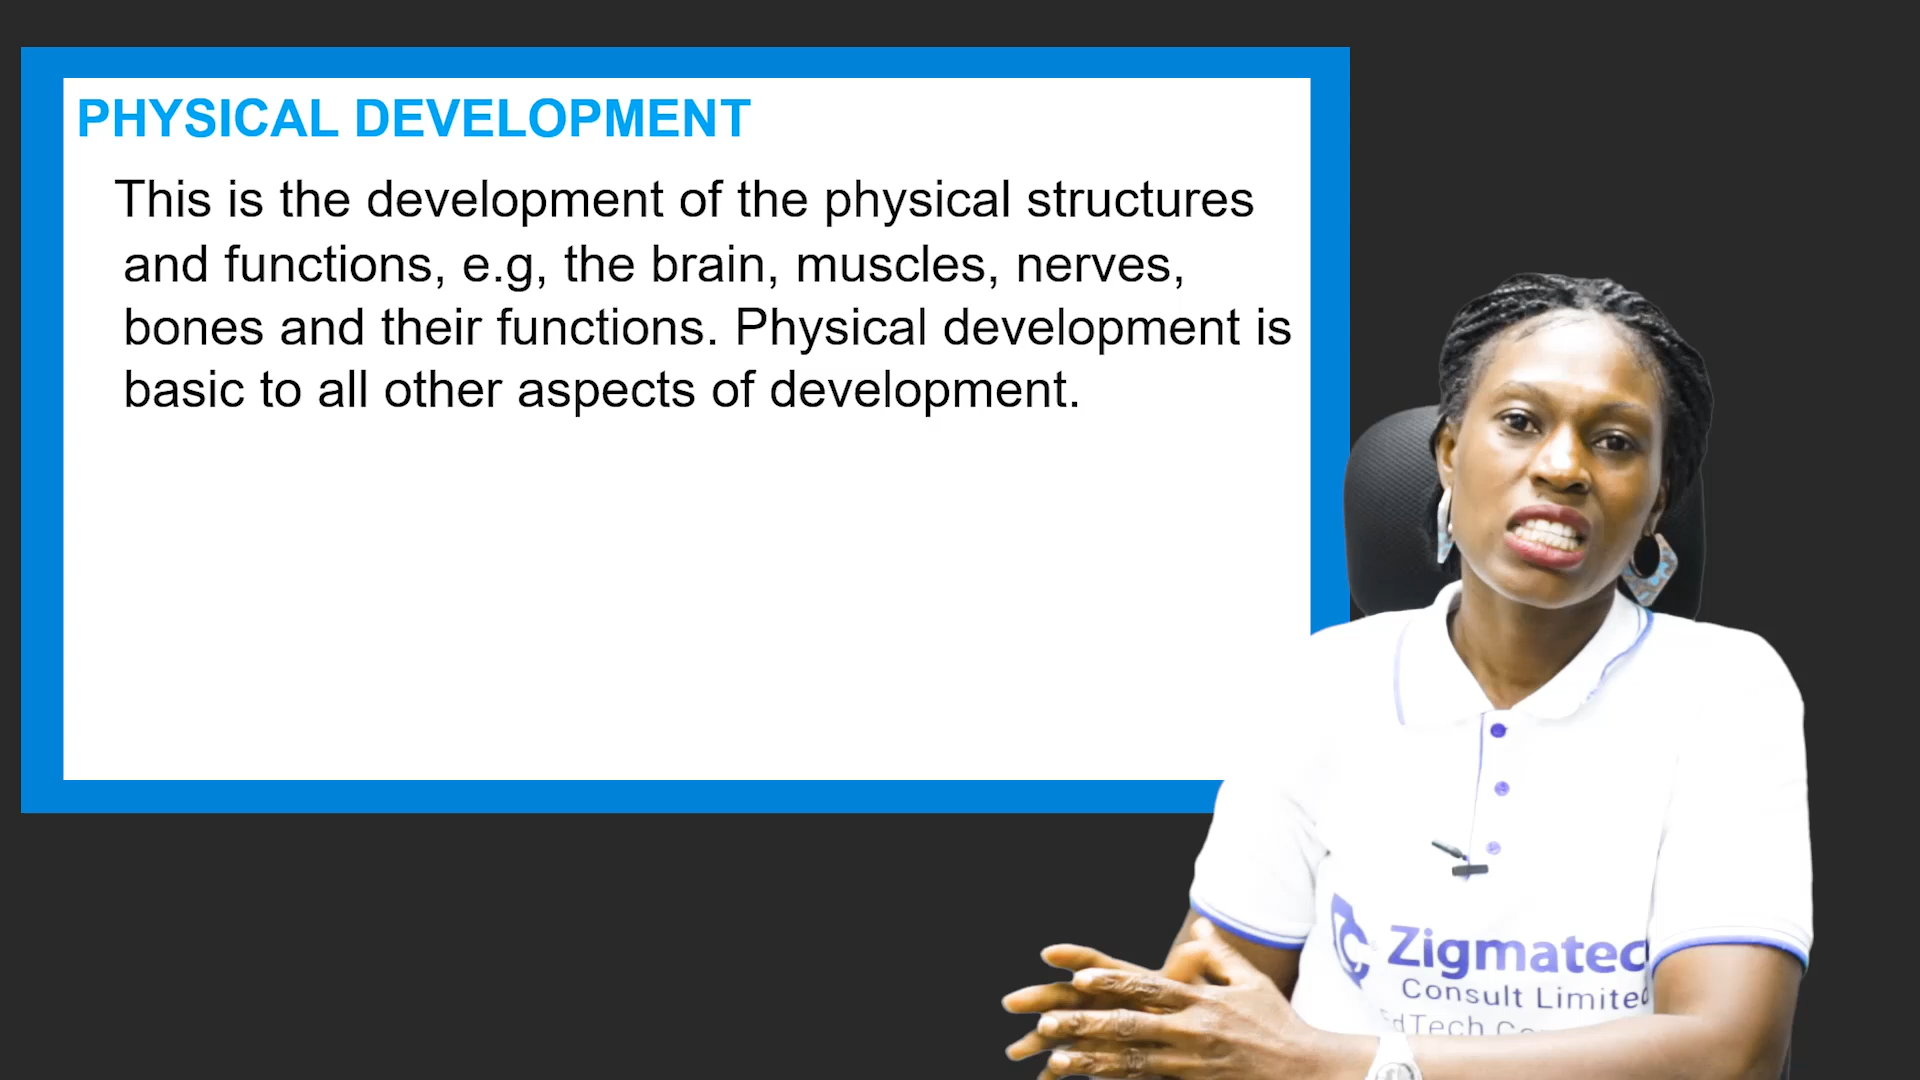 PHYSICAL DEVELOPMENT
This is the development of the physical structures
and functions, e.g, the brain, muscles, nerves,
bones and their functions. Physical development is
basic to all other aspects of development.
Zigmatec
Consult Limited
EdTech